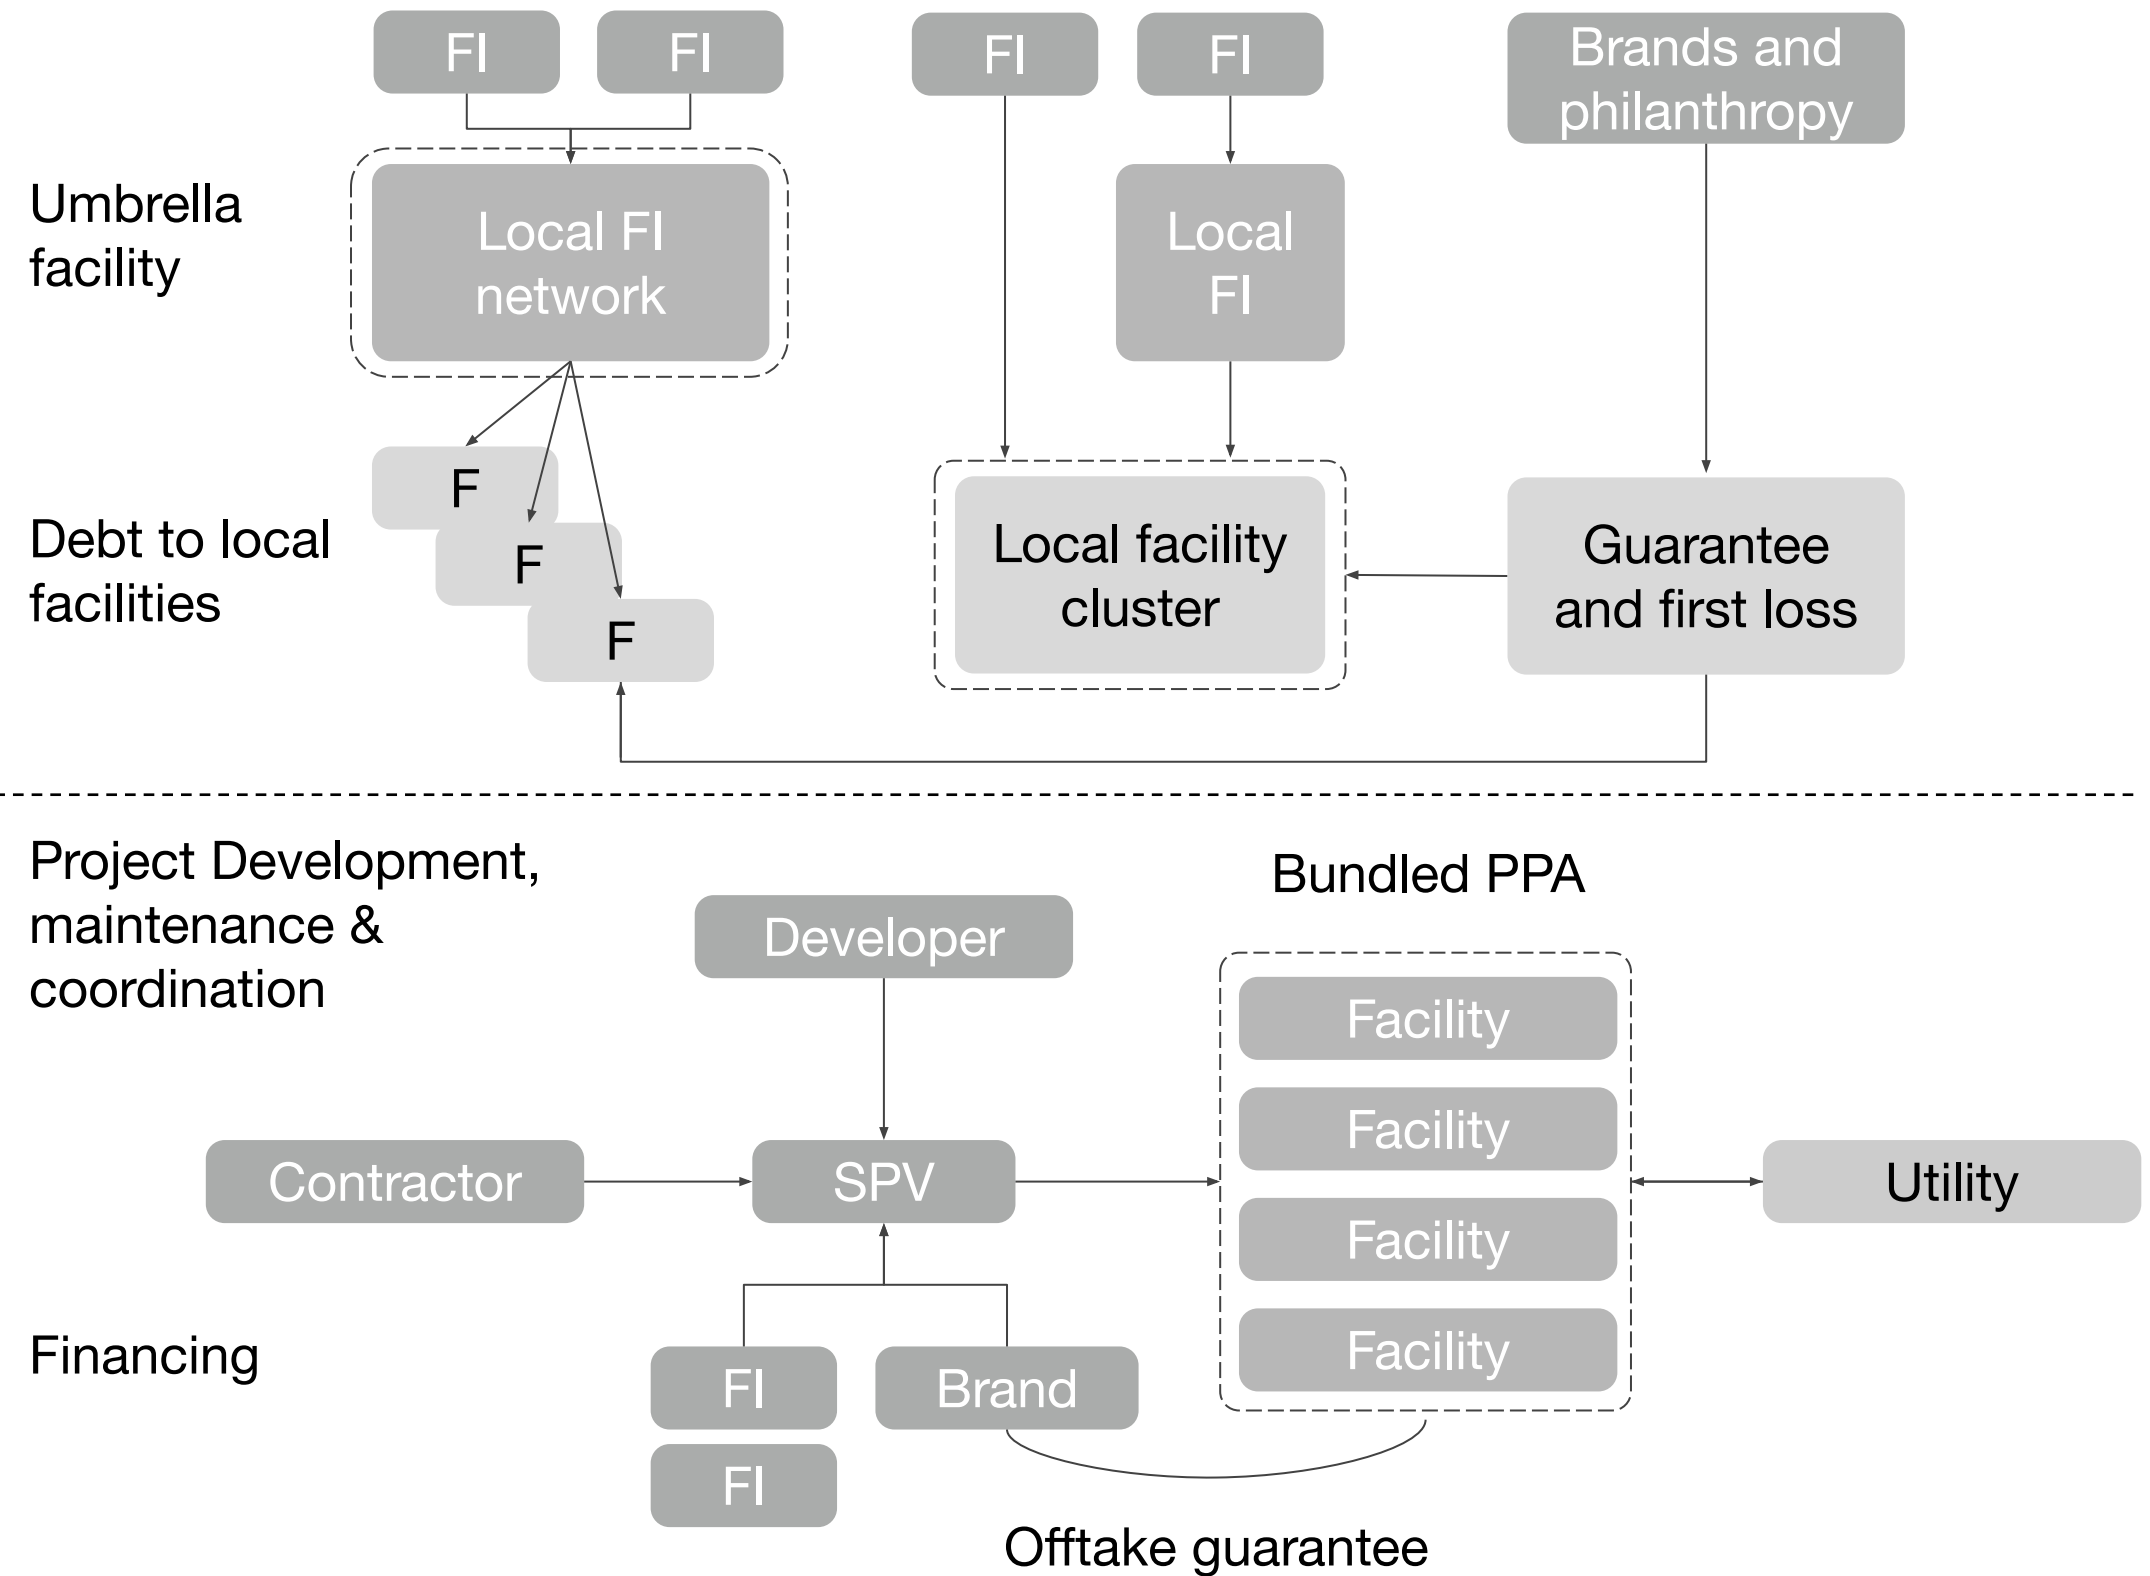 FI
FI
FI
FI
Brands and
philanthropy
Umbrella
facility
Local FI
network
Local
FI
Debt to local
facilities
F
F
F
Local facility
cluster
Guarantee
and first loss
Project Development,
maintenance &
coordination
Bundled PPA
Developer
Facility
Facility
Contractor
SPV
Utility
Facility
Facility
Financing
FI
Brand
FI
Offtake guarantee